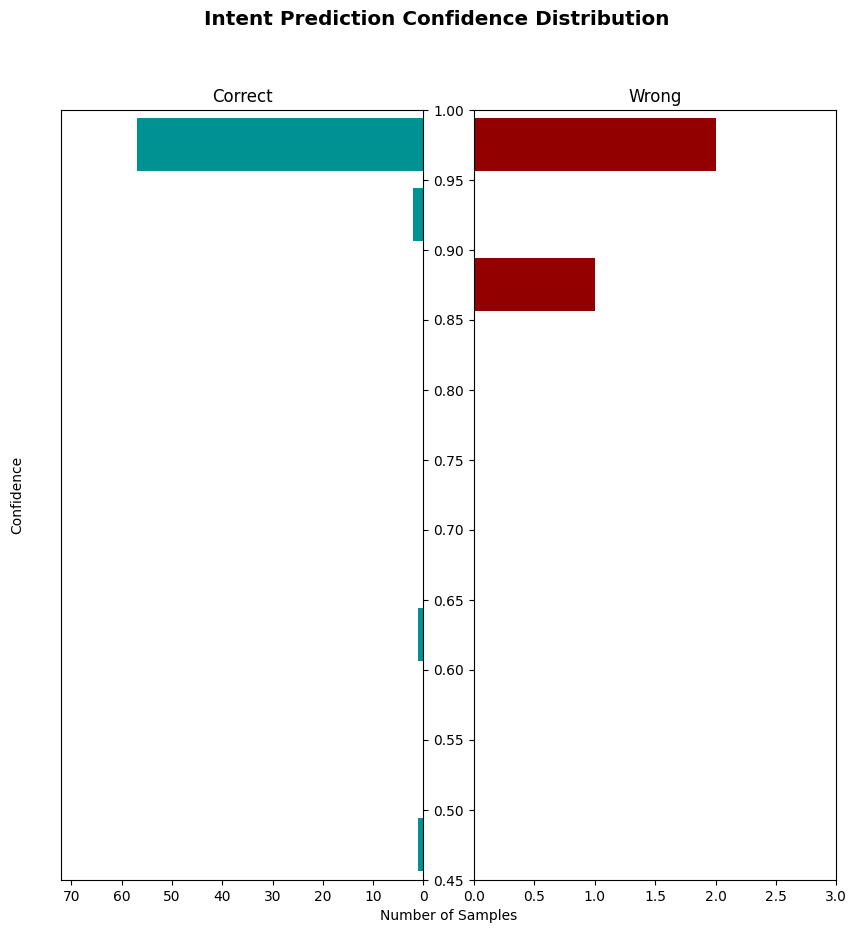 Intent Prediction Confidence Distribution
Correct
Wrong
1.00
0.95
0.90
0.85
0.80
0.75
0.70
0.65
0.60
0.55
0.50
0.45
Confidence
70 60 50 40 30 20 10 0
0.0 0.5 1.0 1.5 2.0 2.5 3.0
Number of Samples